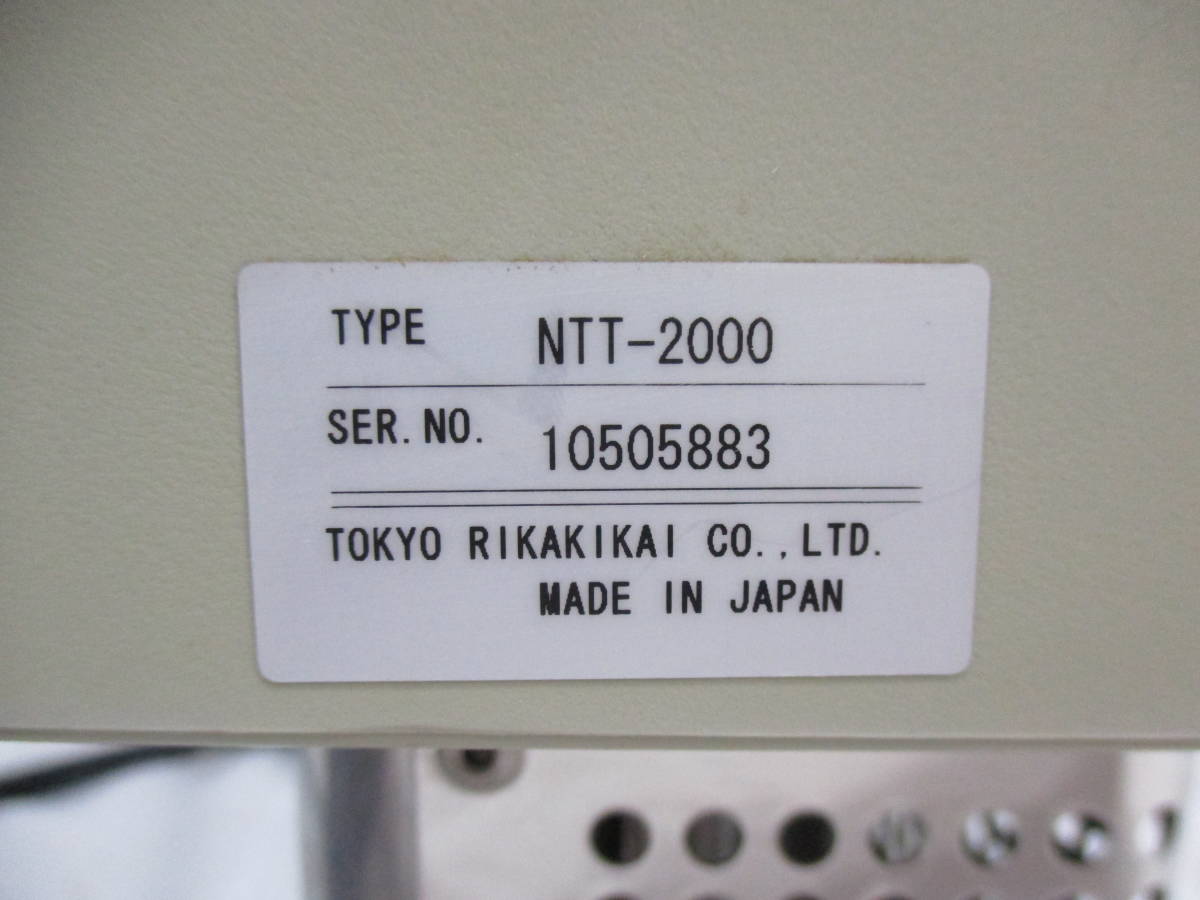 TYPE NTT-2000
SER.NO. 10505883
TOKYO RIKAKIKAI CO.,LTD.
MADE IN JAPAN